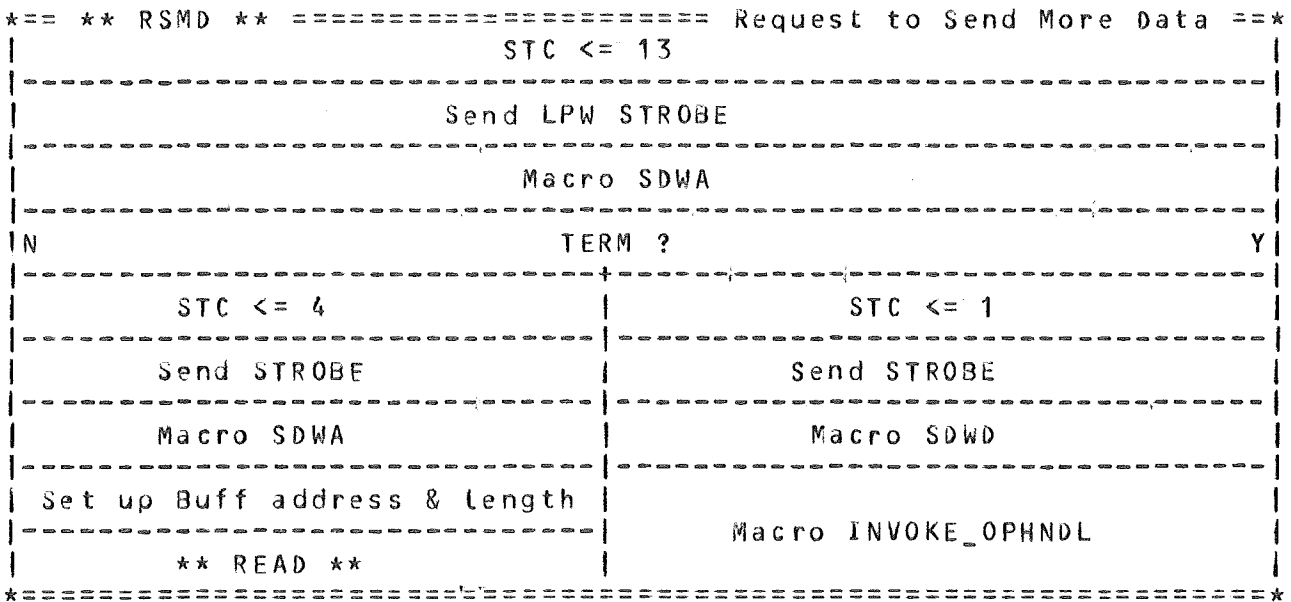 *== ** RSMD ** ====================== Request to Send More Data ==*
| STC <= 13 |
|------------------------------------------------------------------|
| Send LPW STROBE |
|------------------------------------------------------------------|
| Macro SDWA |
|------------------------------------------------------------------|
|N TERM ? Y|
|-------------------------------+----------------------------------|
| STC <= 4 | STC <= 1 |
|-------------------------------|----------------------------------|
| Send STROBE | Send STROBE |
|-------------------------------|----------------------------------|
| Macro SDWA | Macro SDWD |
|-------------------------------|----------------------------------|
| Set up Buff address & length | |
|-------------------------------| Macro INVOKE_OPHNDL |
| ** READ ** | |
*==================================================================*